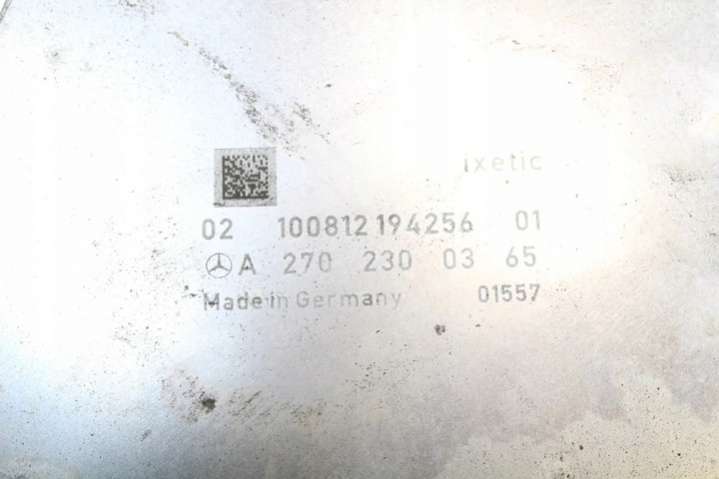 ixetic
02 100812194256 01
A 270 230 03 65
Made in Germany 01557